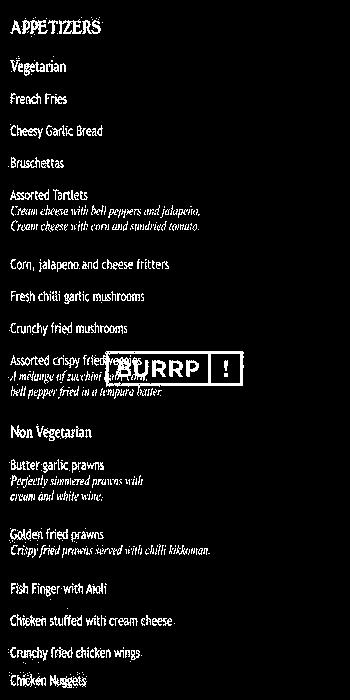 APPETIZERS
Vegetarian
French Fries
Cheesy Garlic Bread
Bruschettas
Assorted Tartlets
Cream cheese with bell peppers and jalapeño,
Cream cheese with corn and sundried tomato.
Corn, jalapeno and cheese fritters
Fresh chilli garlic mushrooms
Crunchy fried mushrooms
Assorted crispy fried veggies
BURRP !
A mélange of zucchini baby corn,
bell pepper fried in a tempura batter.
Non Vegetarian
Butter garlic prawns
Perfectly simmered prawns with
cream and white wine.
Golden fried prawns
Crispy fried prawns served with chilli kikkoman.
Fish Finger with Aioli
Chicken stuffed with cream cheese
Crunchy fried chicken wings
Chicken Nuggets